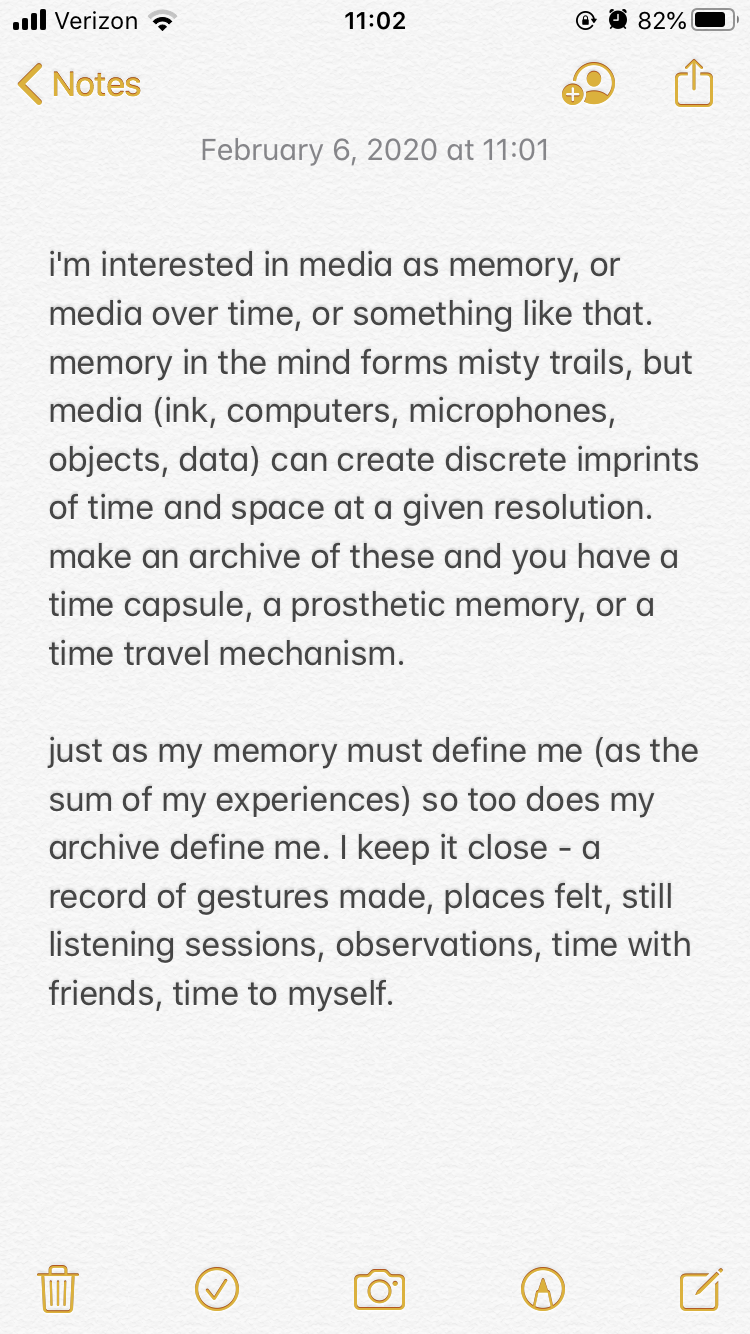 Verizon 11:02 82%
Notes
February 6, 2020 at 11:01
i'm interested in media as memory, or
media over time, or something like that.
memory in the mind forms misty trails, but
media (ink, computers, microphones,
objects, data) can create discrete imprints
of time and space at a given resolution.
make an archive of these and you have a
time capsule, a prosthetic memory, or a
time travel mechanism.
just as my memory must define me (as the
sum of my experiences) so too does my
archive define me. I keep it close - a
record of gestures made, places felt, still
listening sessions, observations, time with
friends, time to myself.